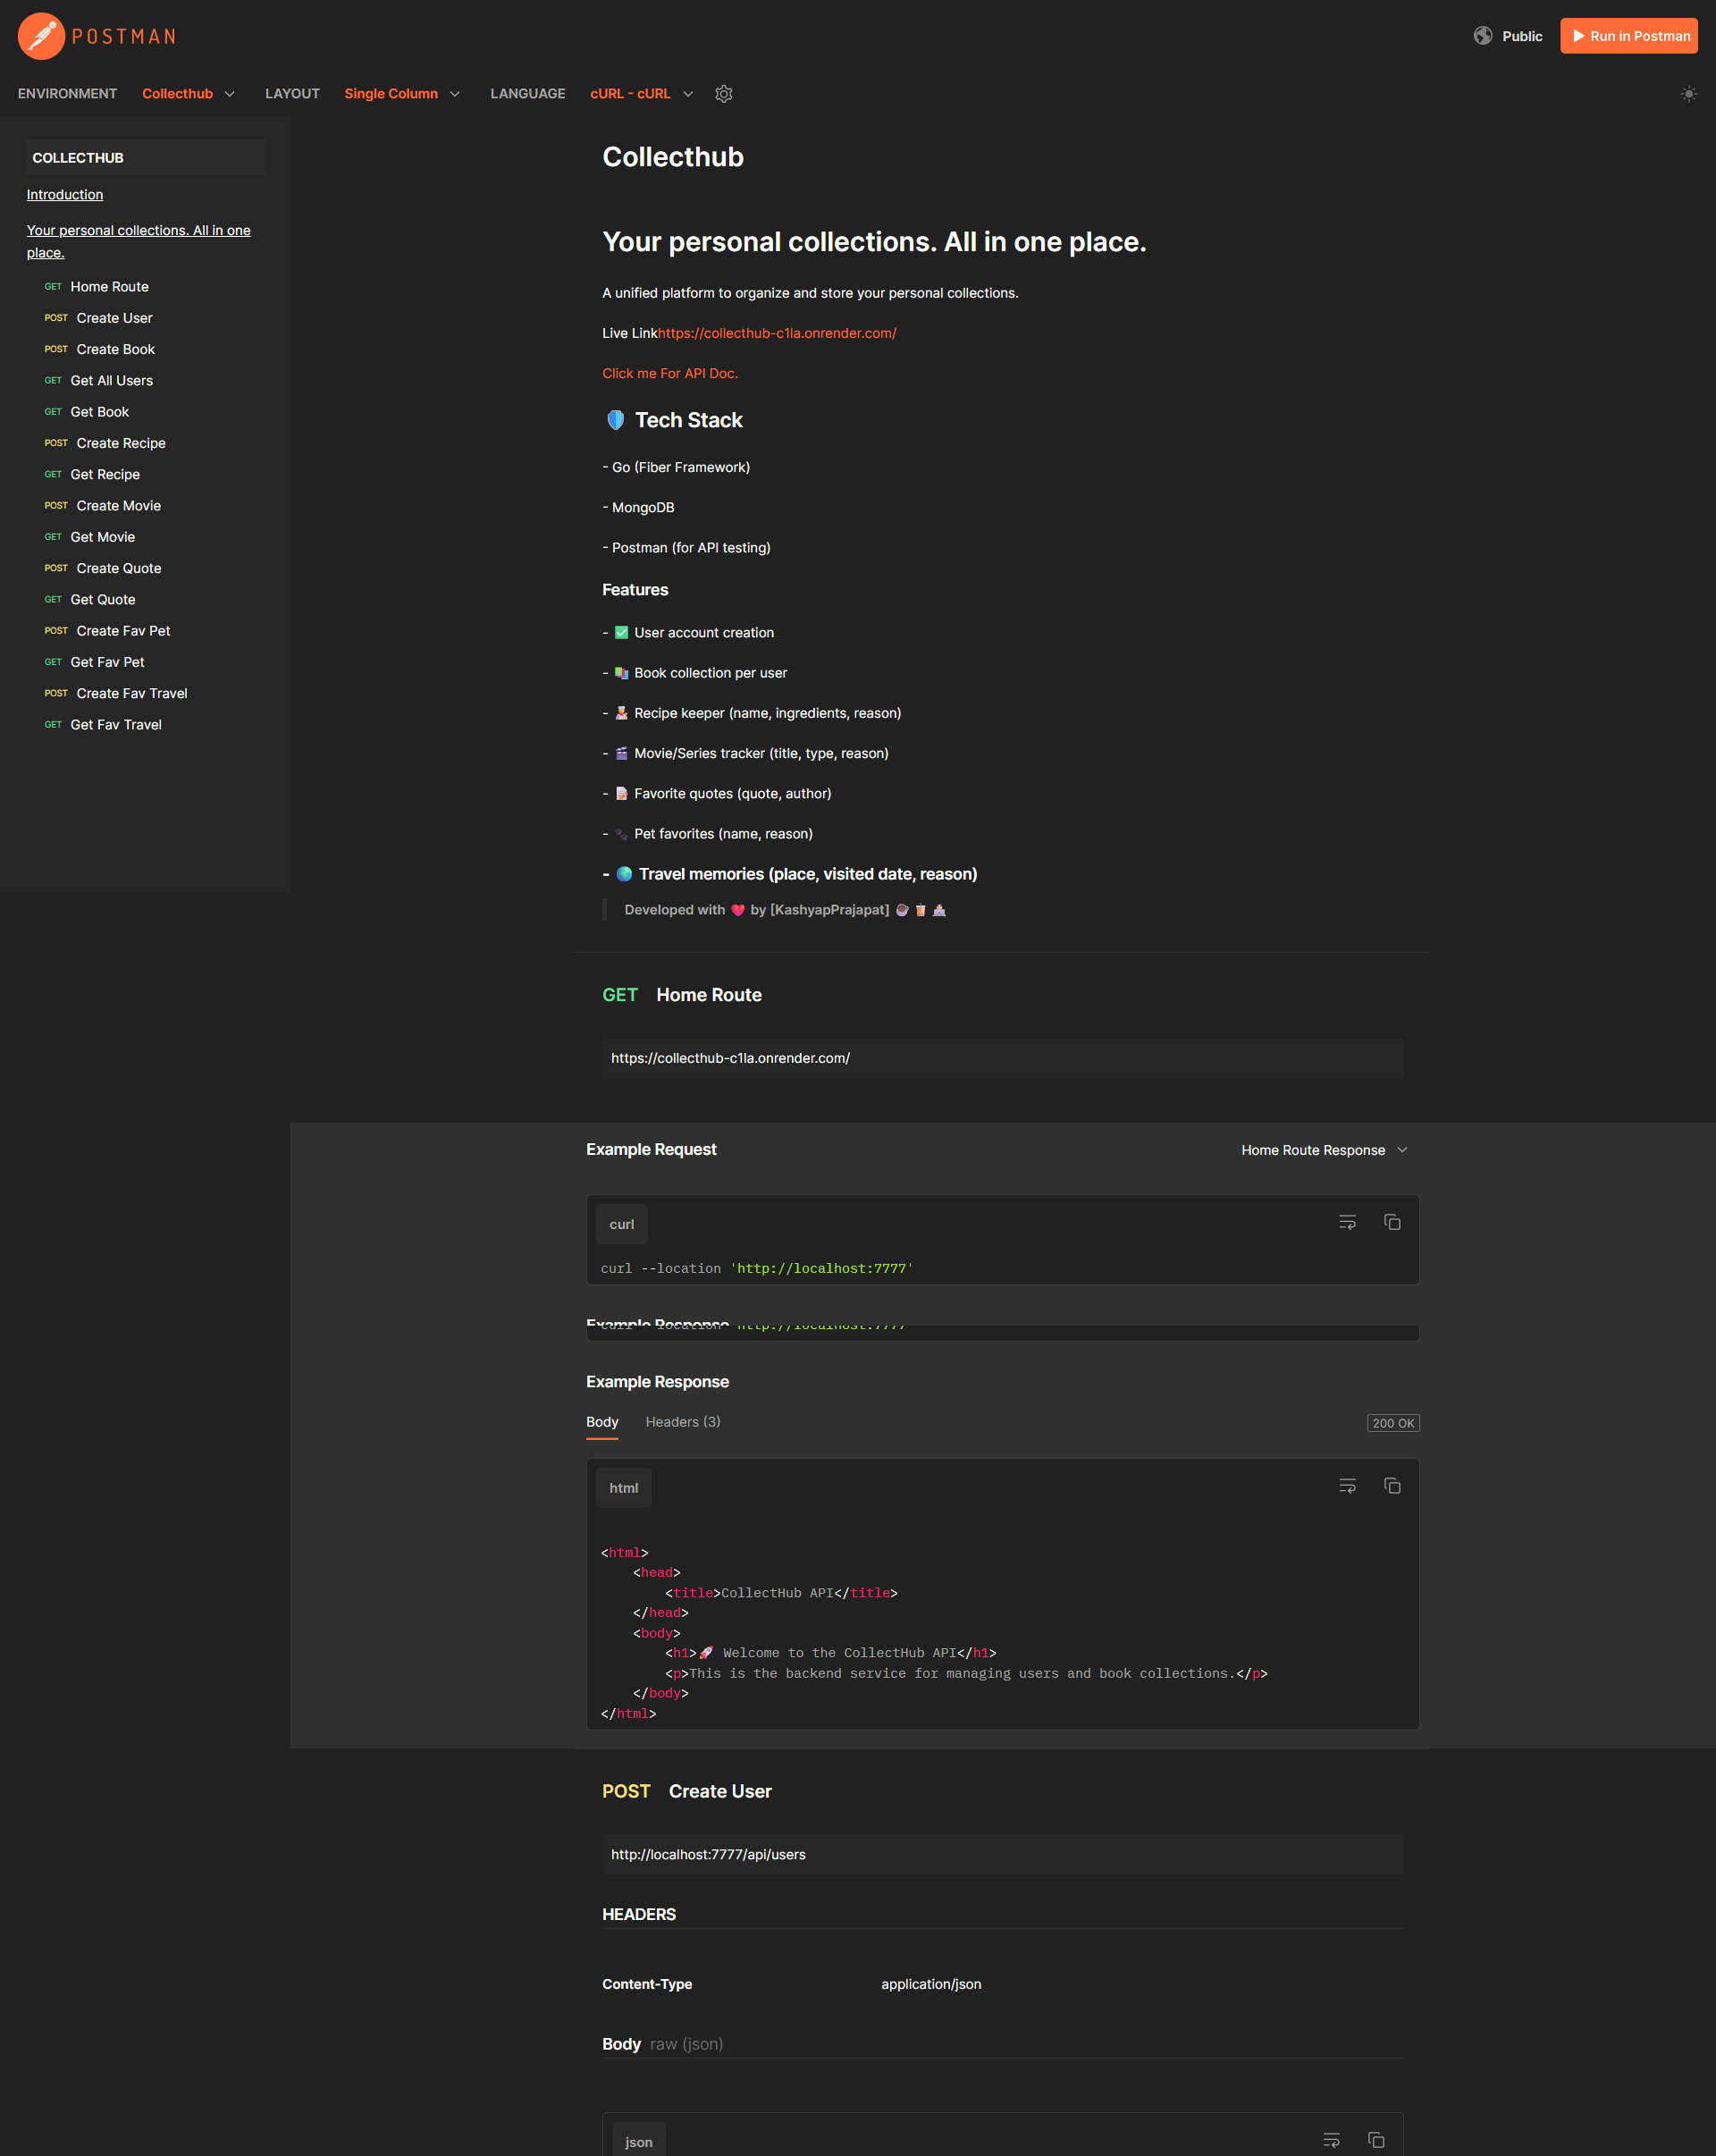 POSTMAN
Public
Run in Postman
ENVIRONMENT Collecthub LAYOUT Single Column LANGUAGE cURL - cURL
COLLECTHUB
Introduction
Your personal collections. All in one
place.
GET Home Route
POST Create User
POST Create Book
GET Get All Users
GET Get Book
POST Create Recipe
GET Get Recipe
POST Create Movie
GET Get Movie
POST Create Quote
GET Get Quote
POST Create Fav Pet
GET Get Fav Pet
POST Create Fav Travel
GET Get Fav Travel
Collecthub
Your personal collections. All in one place.
A unified platform to organize and store your personal collections.
Live Linkhttps://collecthub-c1la.onrender.com/
Click me For API Doc.
🛡️ Tech Stack
- Go (Fiber Framework)
- MongoDB
- Postman (for API testing)
Features
- ✅ User account creation
- 📚 Book collection per user
- 🧑‍🍳 Recipe keeper (name, ingredients, reason)
- 🎬 Movie/Series tracker (title, type, reason)
- 📝 Favorite quotes (quote, author)
- 🐾 Pet favorites (name, reason)
- 🌍 Travel memories (place, visited date, reason)
Developed with ❤️ by [KashyapPrajapat]
GET Home Route
https://collecthub-c1la.onrender.com/
Example Request
Home Route Response
curl
curl --location 'http://localhost:7777'
Example Response
curl --location 'http://localhost:7777'
Example Response
Body Headers (3)
200 OK
html
<html>
<head>
<title>CollectHub API</title>
</head>
<body>
<h1>🚀 Welcome to the CollectHub API</h1>
<p>This is the backend service for managing users and book collections.</p>
</body>
</html>
POST Create User
http://localhost:7777/api/users
HEADERS
Content-Type application/json
Body raw (json)
json